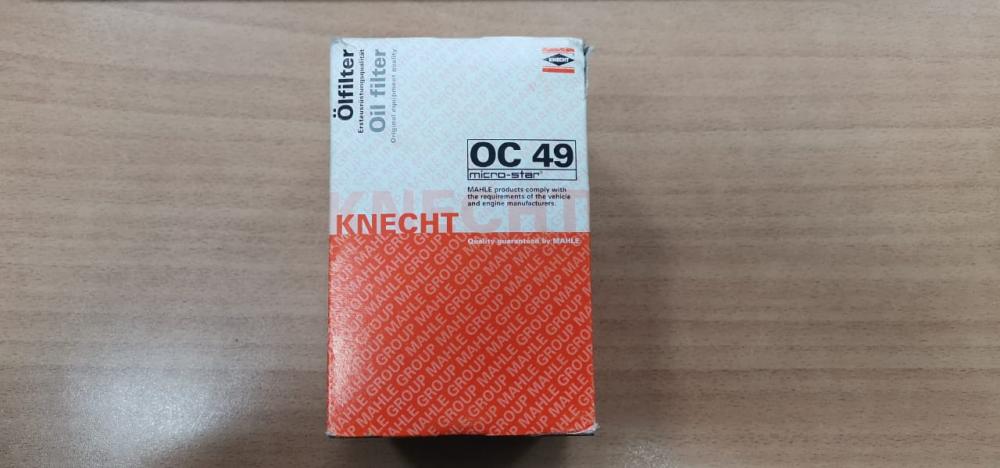 Ölfilter
Erstausrüstungsqualität
Oil filter
Original equipment quality
KNECHT
OC 49
micro-star®
MAHLE products comply with
the requirements of the vehicle
and engine manufacturers.
KNECHT
KNECHT
Quality guaranteed by MAHLE
MAHLE GROUP MAHLE GROUP MAHLE GROUP